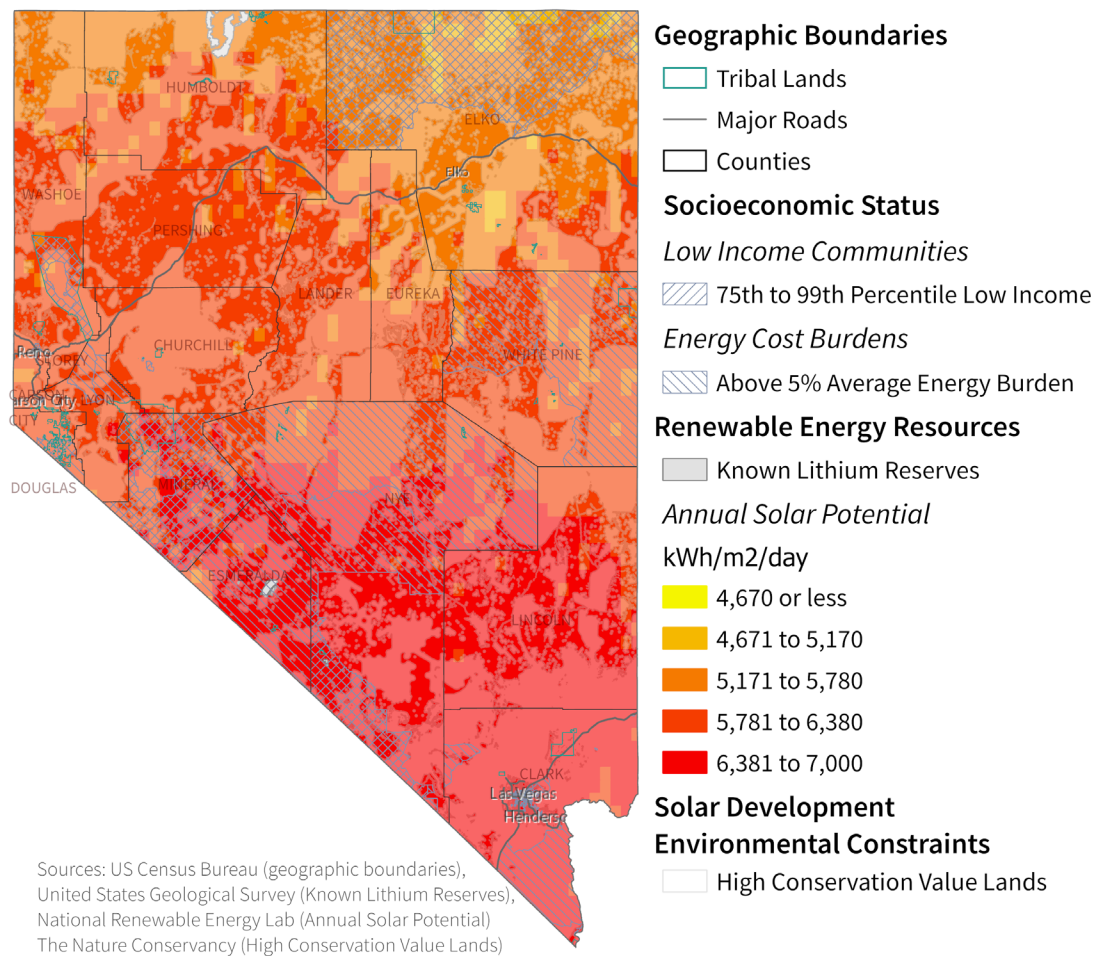 HUMBOLDT
ELKO
Elko
WASHOE
PERSHING
LANDER
EUREKA
CHURCHILL
WHITE PINE
Reno
STOREY
CARSON
CITY
Carson City
LYON
DOUGLAS
MINERAL
NYE
ESMERALDA
LINCOLN
CLARK
Las Vegas
Henderso
Geographic Boundaries
Tribal Lands
Major Roads
Counties
Socioeconomic Status
Low Income Communities
75th to 99th Percentile Low Income
Energy Cost Burdens
Above 5% Average Energy Burden
Renewable Energy Resources
Known Lithium Reserves
Annual Solar Potential
kWh/m2/day
4,670 or less
4,671 to 5,170
5,171 to 5,780
5,781 to 6,380
6,381 to 7,000
Solar Development
Environmental Constraints
High Conservation Value Lands
Sources: US Census Bureau (geographic boundaries),
United States Geological Survey (Known Lithium Reserves),
National Renewable Energy Lab (Annual Solar Potential)
The Nature Conservancy (High Conservation Value Lands)